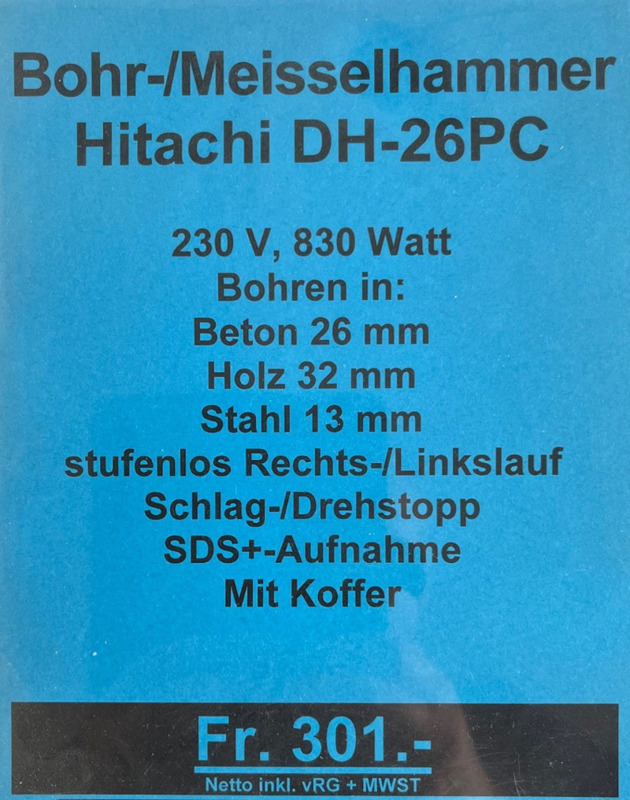 Bohr-/Meisselhammer
Hitachi DH-26PC
230 V, 830 Watt
Bohren in:
Beton 26 mm
Holz 32 mm
Stahl 13 mm
stufenlos Rechts-/Linkslauf
Schlag-/Drehstopp
SDS+-Aufnahme
Mit Koffer
Fr. 301.-
Netto inkl. vRG + MWST